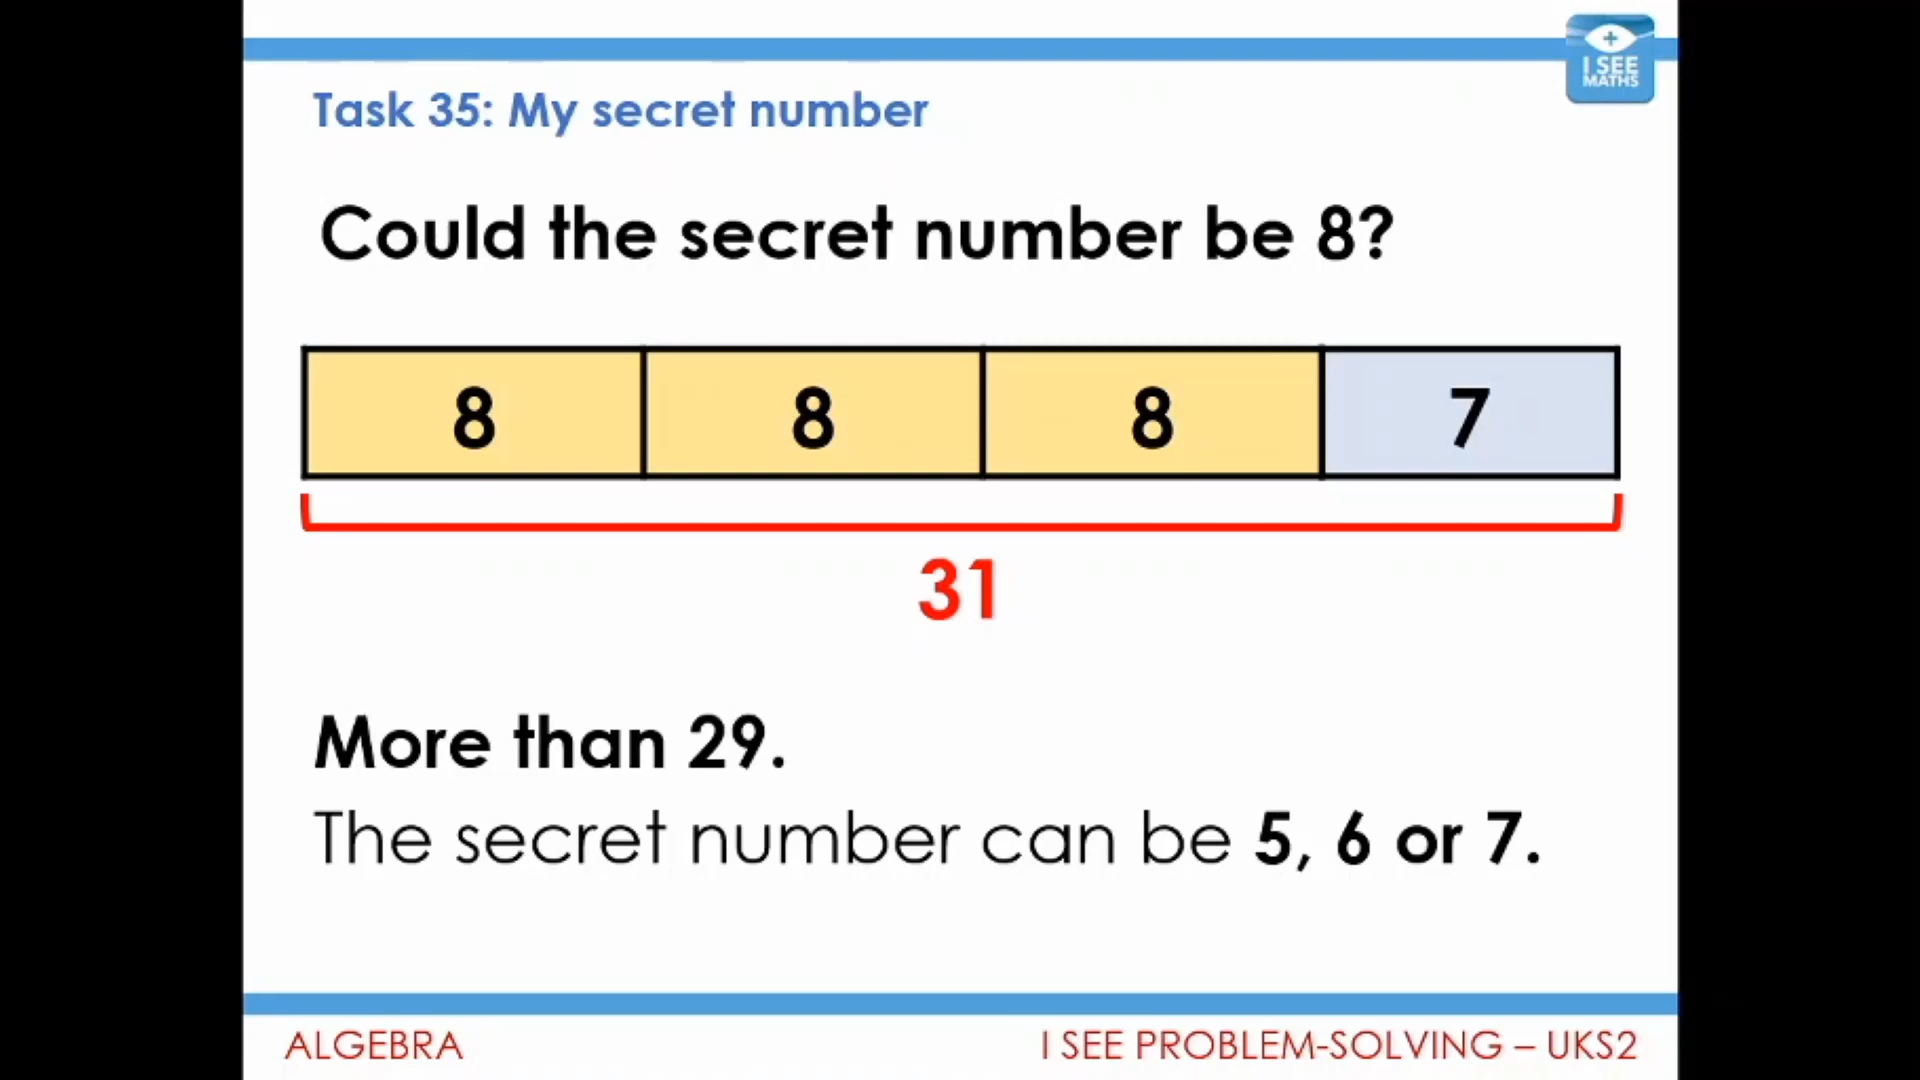 I SEE
MATHS
Task 35: My secret number
Could the secret number be 8?
8 8 8 7
31
More than 29.
The secret number can be 5, 6 or 7.
ALGEBRA
I SEE PROBLEM-SOLVING – UKS2